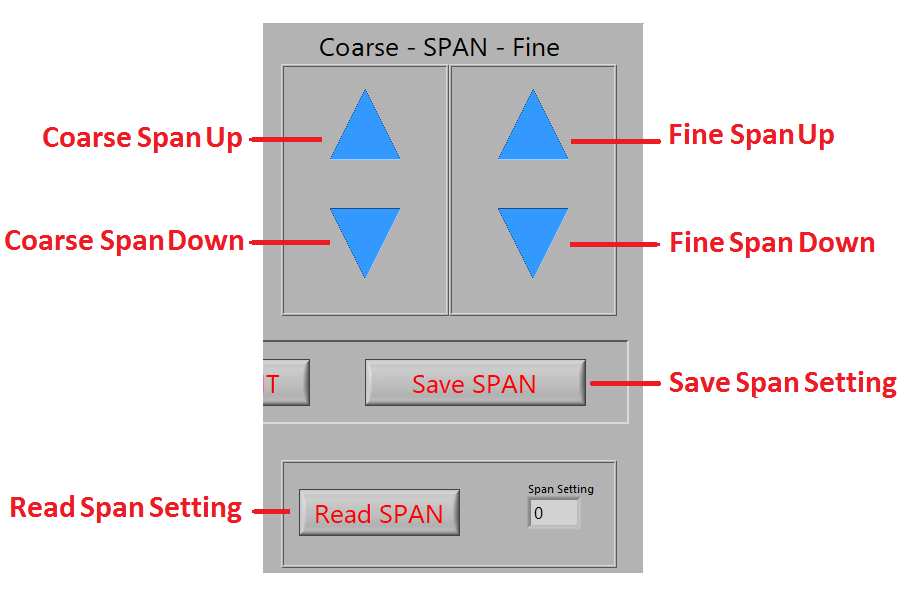 Coarse - SPAN - Fine
Coarse Span Up
Fine Span Up
Coarse Span Down
Fine Span Down
T
Save SPAN
Save Span Setting
Span Setting
0
Read Span Setting
Read SPAN